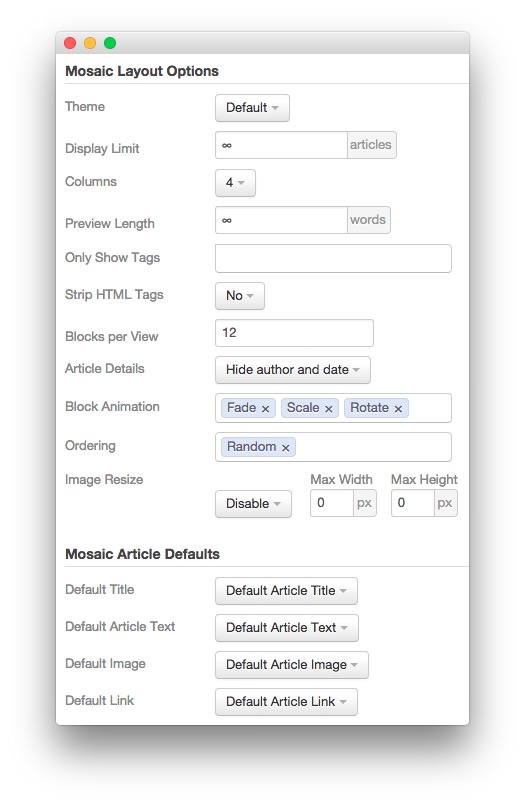 Mosaic Layout Options
Theme Default
Display Limit ∞ articles
Columns 4
Preview Length ∞ words
Only Show Tags
Strip HTML Tags No
Blocks per View 12
Article Details Hide author and date
Block Animation Fade × Scale × Rotate ×
Ordering Random ×
Image Resize Max Width Max Height
Disable 0 px 0 px
Mosaic Article Defaults
Default Title Default Article Title
Default Article Text Default Article Text
Default Image Default Article Image
Default Link Default Article Link